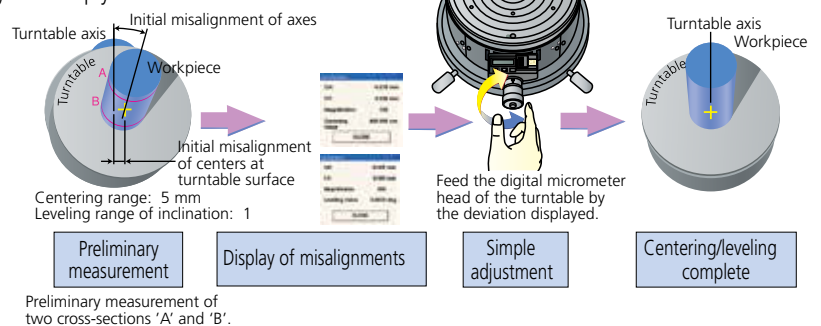 Initial misalignment of axes
Turntable axis
Workpiece
Turntable
A
B
Initial misalignment
of centers at
turntable surface
Centering range: 5 mm
Leveling range of inclination: 1
CLOSE
CLOSE
Feed the digital micrometer
head of the turntable by
the deviation displayed.
Turntable axis
Workpiece
Turntable
Preliminary
measurement
Display of misalignments
Simple
adjustment
Centering/leveling
complete
Preliminary measurement of
two cross-sections ‘A’ and ‘B’.